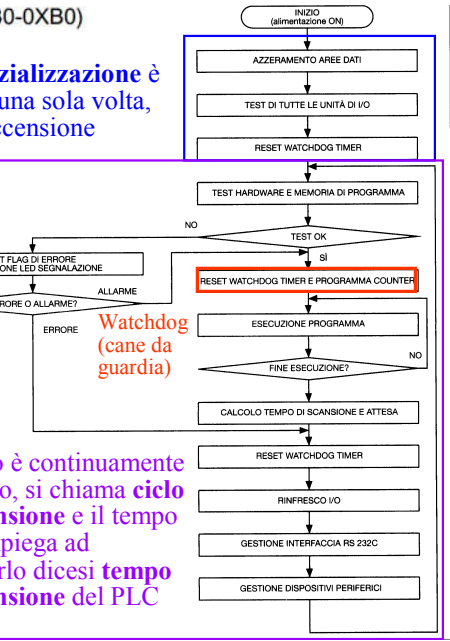 0-0XB0)
INIZIO
(alimentazione ON)
AZZERAMENTO AREE DATI
zializzazione è
una sola volta,
ccensione
TEST DI TUTTE LE UNITÀ DI I/O
RESET WATCHDOG TIMER
TEST HARDWARE E MEMORIA DI PROGRAMMA
NO
TEST OK
SÌ
T FLAG DI ERRORE
ONE LED SEGNALAZIONE
RESET WATCHDOG TIMER E PROGRAMMA COUNTER
ALLARME
RORE O ALLARME?
ERRORE
Watchdog
(cane da
guardia)
ESECUZIONE PROGRAMMA
NO
FINE ESECUZIONE?
CALCOLO TEMPO DI SCANSIONE E ATTESA
RESET WATCHDOG TIMER
o è continuamente
o, si chiama ciclo
nsione e il tempo
piega ad
rlo dicesi tempo
nsione del PLC
RINFRESCO I/O
GESTIONE INTERFACCIA RS 232C
GESTIONE DISPOSITIVI PERIFERICI